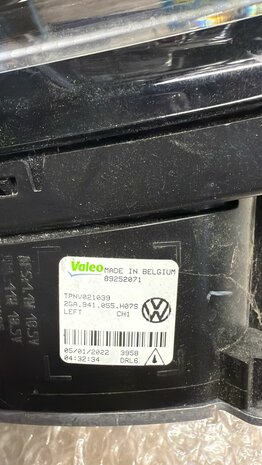 Valeo MADE IN BELGIUM
89252071
TPNV021039
2GA.941.055.H07S
LEFT CH1
05/01/2022 3958
04:32:34 DRL6